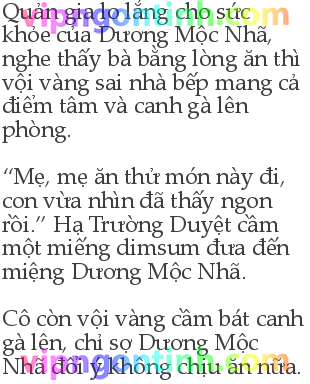 Quản gia lo lắng cho sức
khỏe của Dương Mộc Nhã,
nghe thấy bà bằng lòng ăn thì
vội vàng sai nhà bếp mang cả
điểm tâm và canh gà lên
phòng.
“Mẹ, mẹ ăn thử món này đi,
con vừa nhìn đã thấy ngon
rồi.” Hạ Trường Duyệt cầm
một miếng dimsum đưa đến
miệng Dương Mộc Nhã.
Cô còn vội vàng cầm bát canh
gà lên, chỉ sợ Dương Mộc
Nhã đổi ý không chịu ăn nữa.
vipngontinh.com
vipngontinh.com